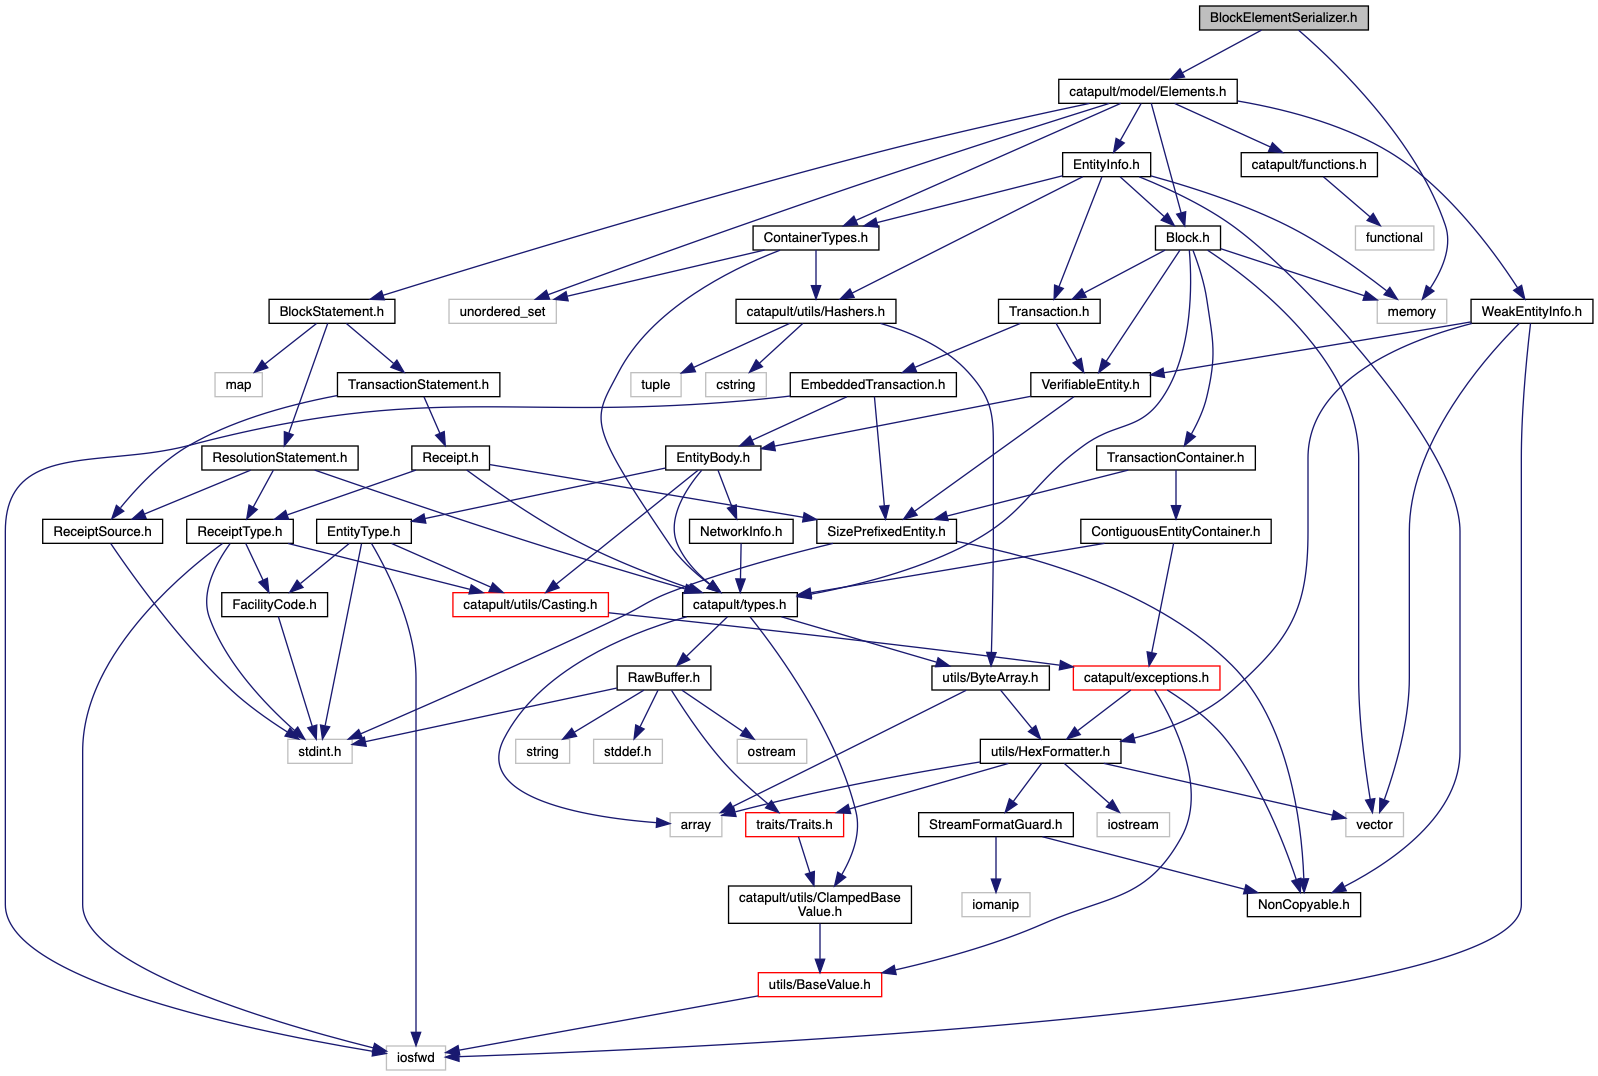 BlockElementSerializer.h
catapult/model/Elements.h
EntityInfo.h
catapult/functions.h
ContainerTypes.h
Block.h
functional
BlockStatement.h
unordered_set
catapult/utils/Hashers.h
Transaction.h
memory
WeakEntityInfo.h
map
TransactionStatement.h
tuple
cstring
EmbeddedTransaction.h
VerifiableEntity.h
ResolutionStatement.h
Receipt.h
EntityBody.h
TransactionContainer.h
ReceiptSource.h
ReceiptType.h
EntityType.h
NetworkInfo.h
SizePrefixedEntity.h
ContiguousEntityContainer.h
FacilityCode.h
catapult/utils/Casting.h
catapult/types.h
RawBuffer.h
utils/ByteArray.h
catapult/exceptions.h
stdint.h
string
stddef.h
ostream
utils/HexFormatter.h
array
traits/Traits.h
StreamFormatGuard.h
iostream
vector
catapult/utils/ClampedBase
Value.h
iomanip
NonCopyable.h
utils/BaseValue.h
iosfwd